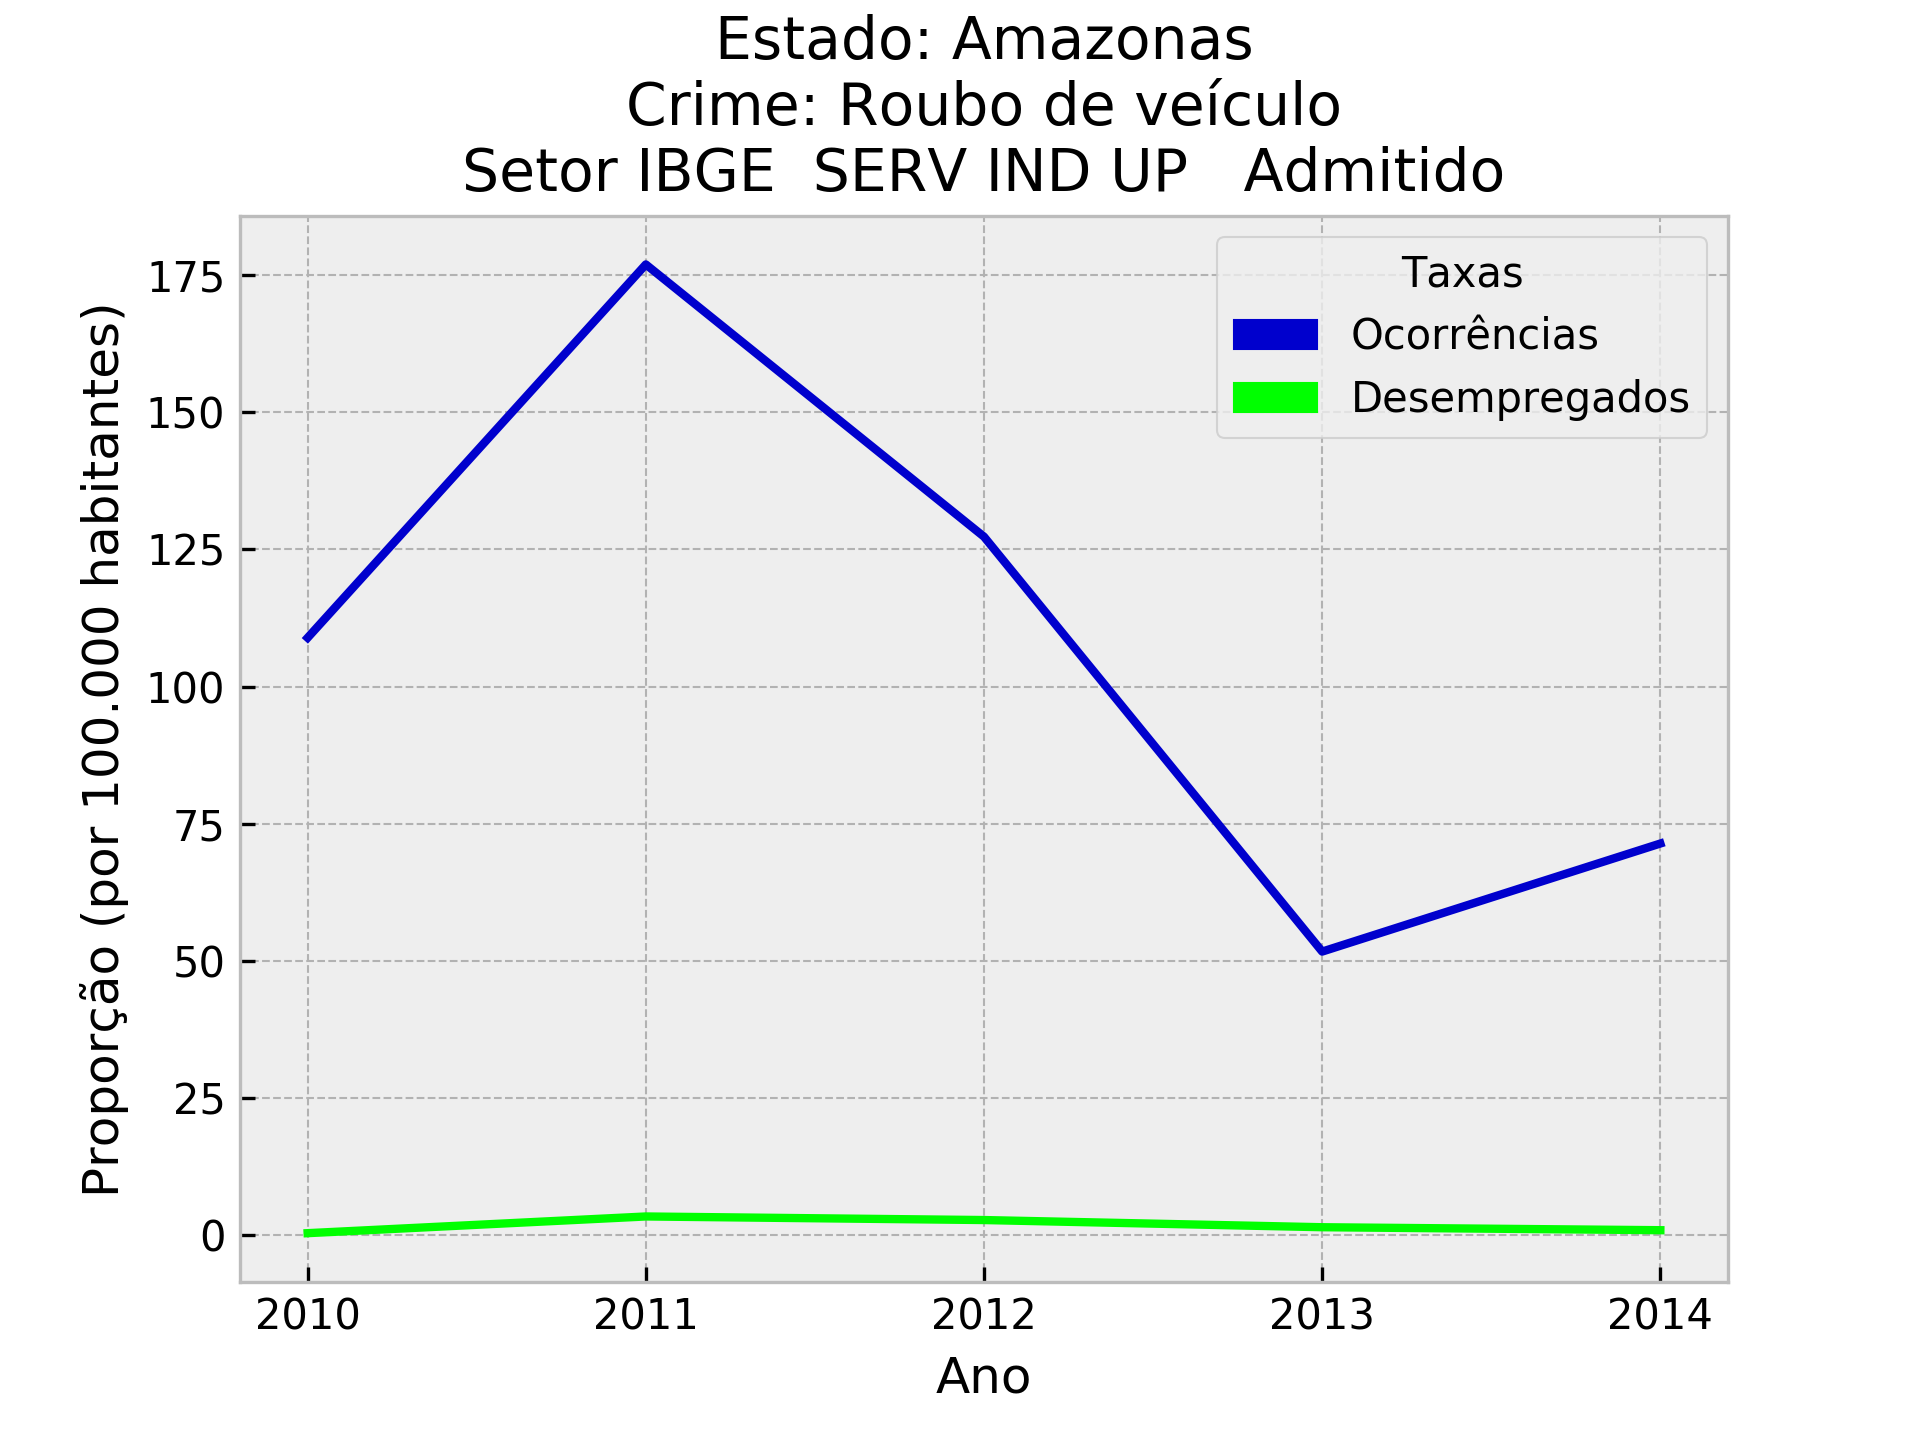 Estado: Amazonas
Crime: Roubo de veículo
Setor IBGE  SERV IND UP   Admitido
Proporção (por 100.000 habitantes)
175
150
125
100
75
50
25
0
Taxas
Ocorrências
Desempregados
2010 2011 2012 2013 2014
Ano